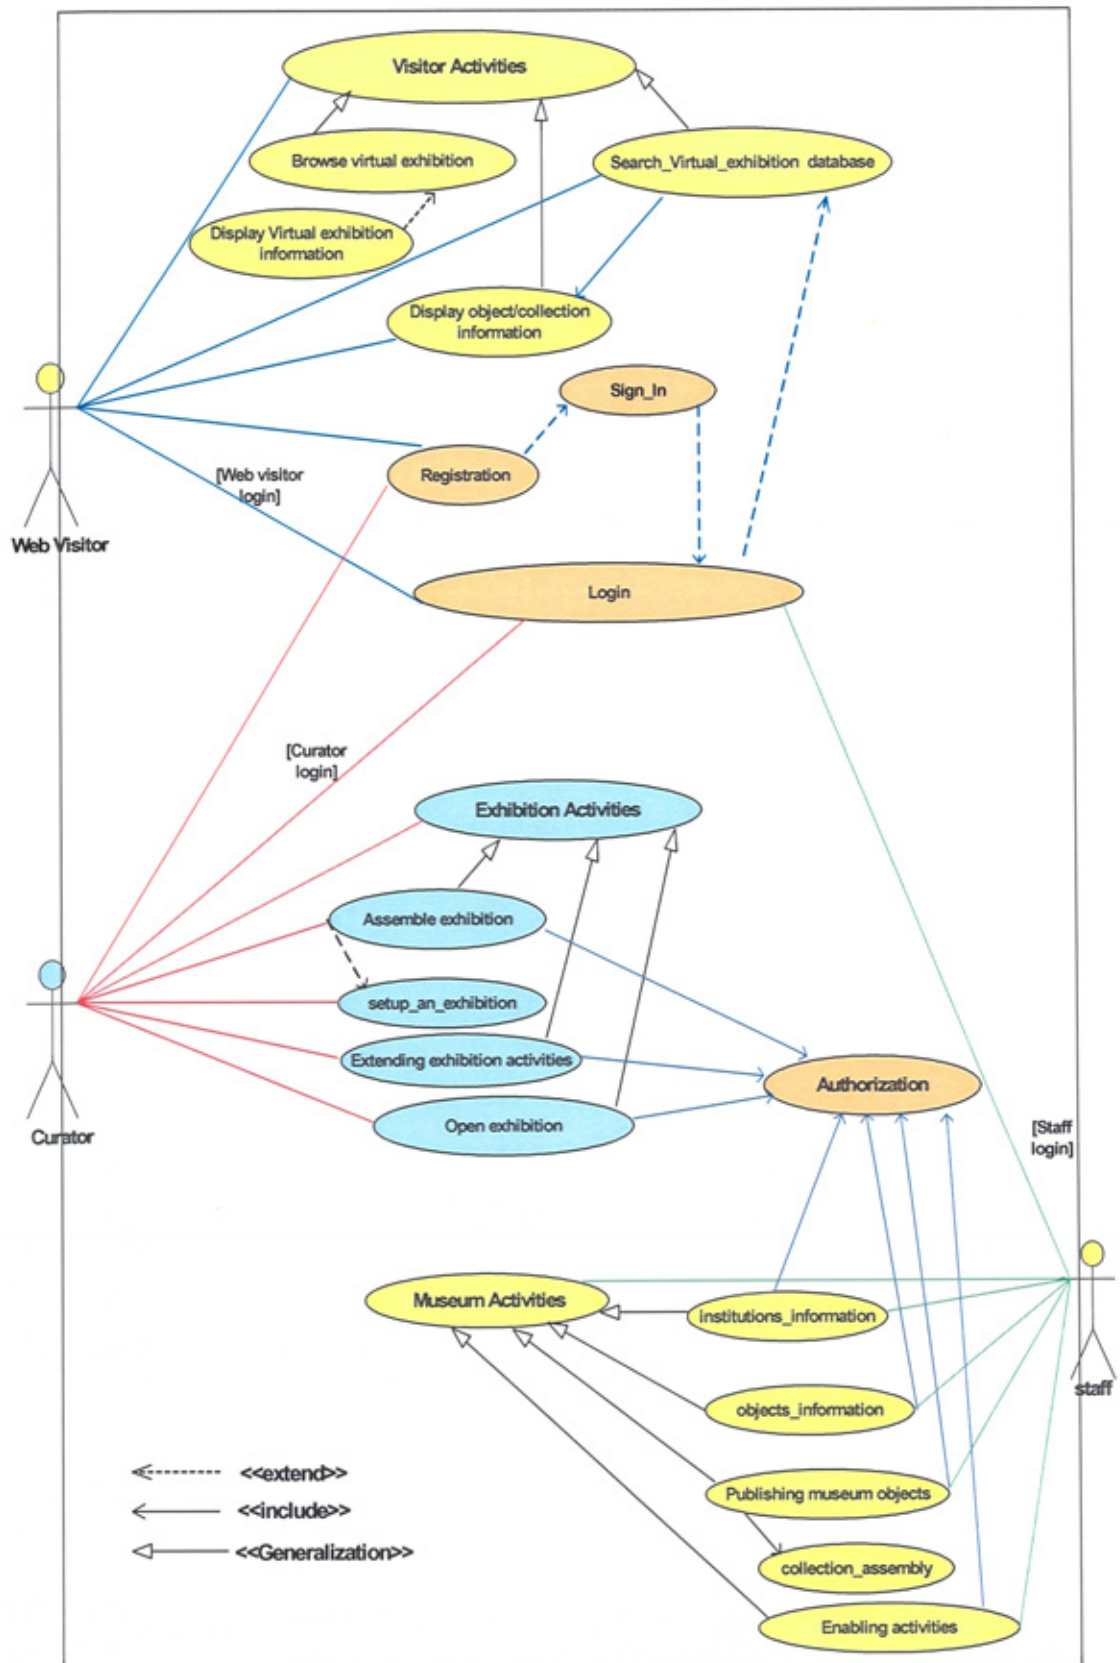 Visitor Activities
Browse virtual exhibition
Search_Virtual_exhibition database
Display Virtual exhibition
information
Display object/collection
information
Sign_In
Registration
[Web visitor
login]
Web Visitor
Login
[Curator
login]
Exhibition Activities
Assemble exhibition
setup_an_exhibition
Extending exhibition activities
Authorization
Open exhibition
Curator
[Staff
login]
Museum Activities
institutions_information
staff
objects_information
<<extend>>
Publishing museum objects
<<include>>
<<Generalization>>
collection_assembly
Enabling activities